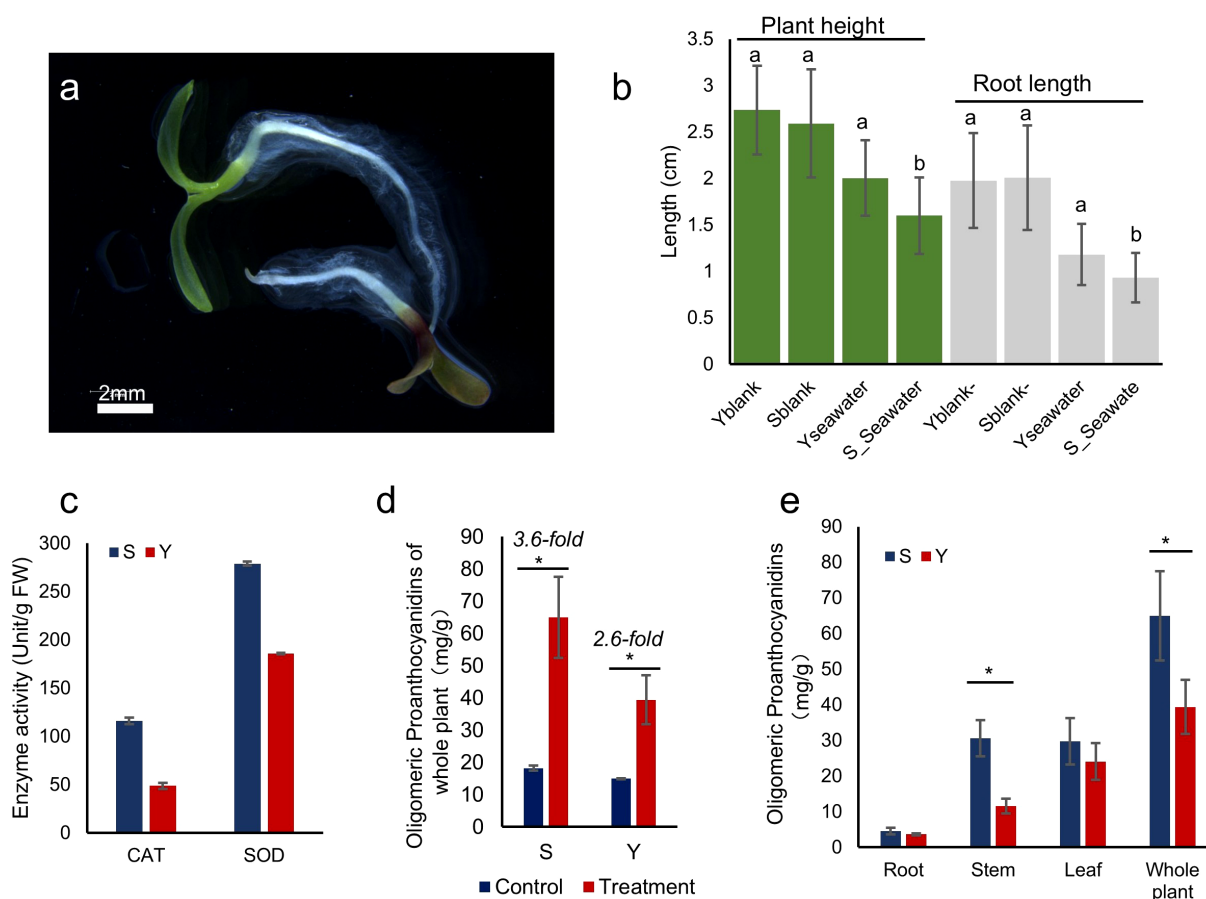 a
2mm
b
Plant height
Root length
Length (cm)
3.5
3
2.5
2
1.5
1
0.5
0
a
a
a
b
a
a
a
b
Yblank
Sblank
Yseawater
S_Seawater
Yblank-
Sblank-
Yseawater
S_Seawate
c
Enzyme activity (Unit/g FW)
S Y
300
250
200
150
100
50
0
CAT SOD
d
Oligomeric Proanthocyanidins of
whole plant（mg/g）
90
80
70
60
50
40
30
20
10
0
3.6-fold
*
2.6-fold
*
S Y
Control Treatment
e
Oligomeric Proanthocyanidins
（mg/g）
90
80
70
60
50
40
30
20
10
0
S Y
*
*
Root Stem Leaf Whole
plant